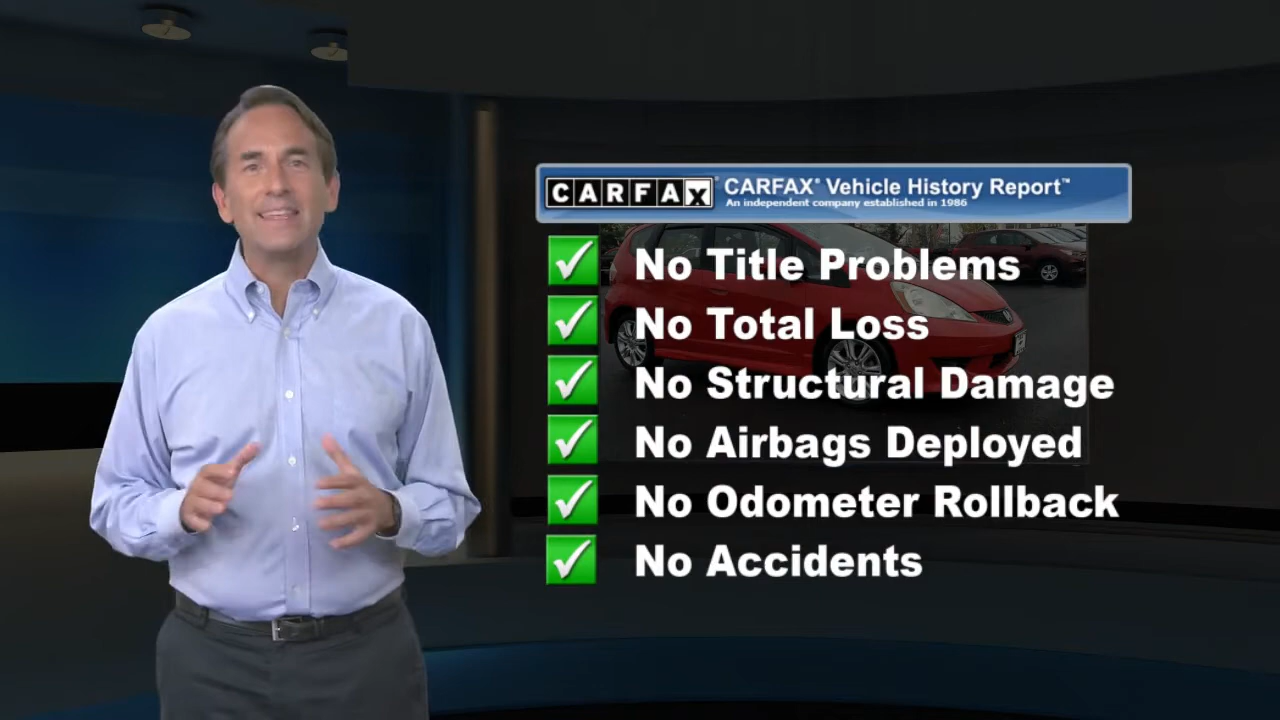 CARFAX® CARFAX® Vehicle History Report™
An independent company established in 1986
No Title Problems
No Total Loss
No Structural Damage
No Airbags Deployed
No Odometer Rollback
No Accidents